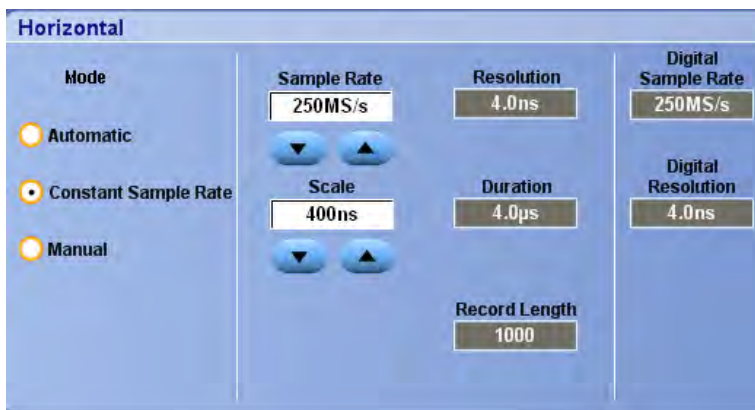 Horizontal
Mode
Automatic
Constant Sample Rate
Manual
Sample Rate
250MS/s
Scale
400ns
Resolution
4.0ns
Duration
4.0µs
Record Length
1000
Digital
Sample Rate
250MS/s
Digital
Resolution
4.0ns